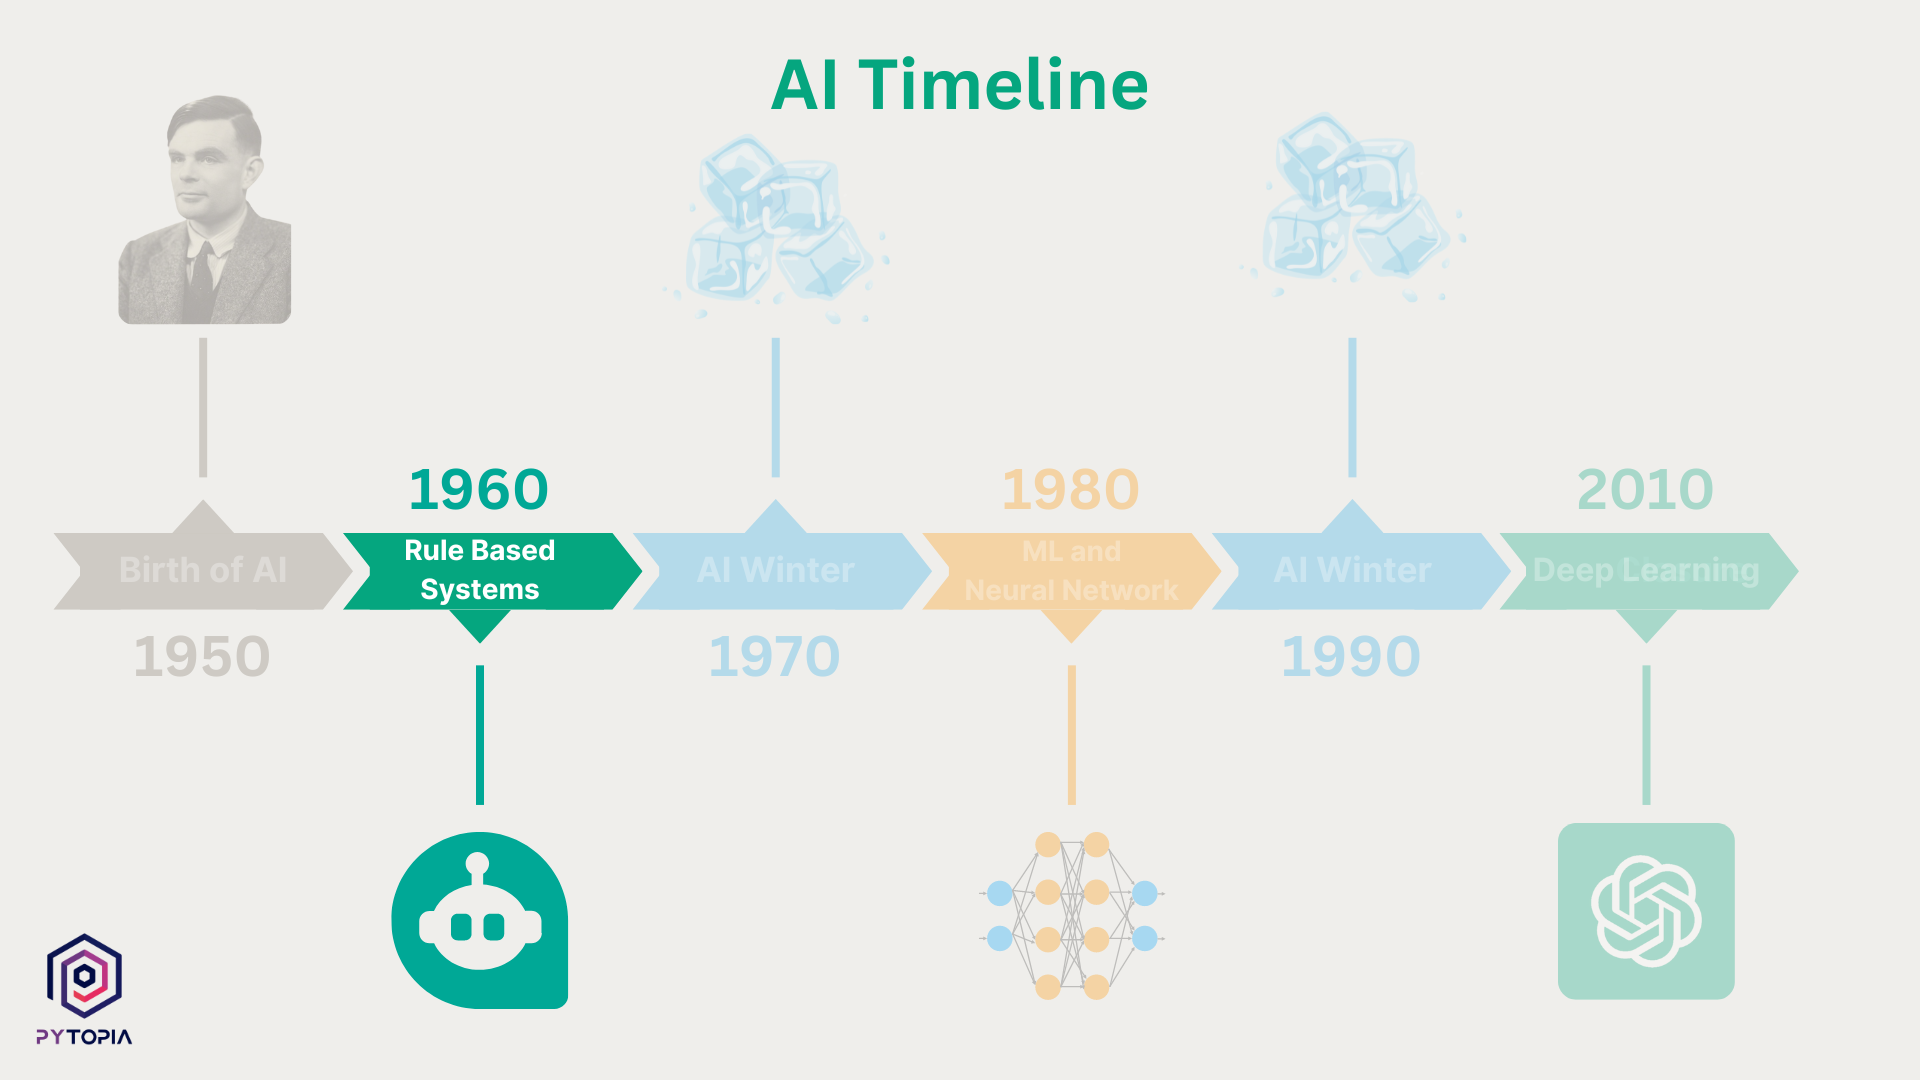 AI Timeline
1960
1980
2010
Birth of AI
Rule Based
Systems
AI Winter
ML and
Neural Network
AI Winter
Deep Learning
1950
1970
1990
PYTOPIA